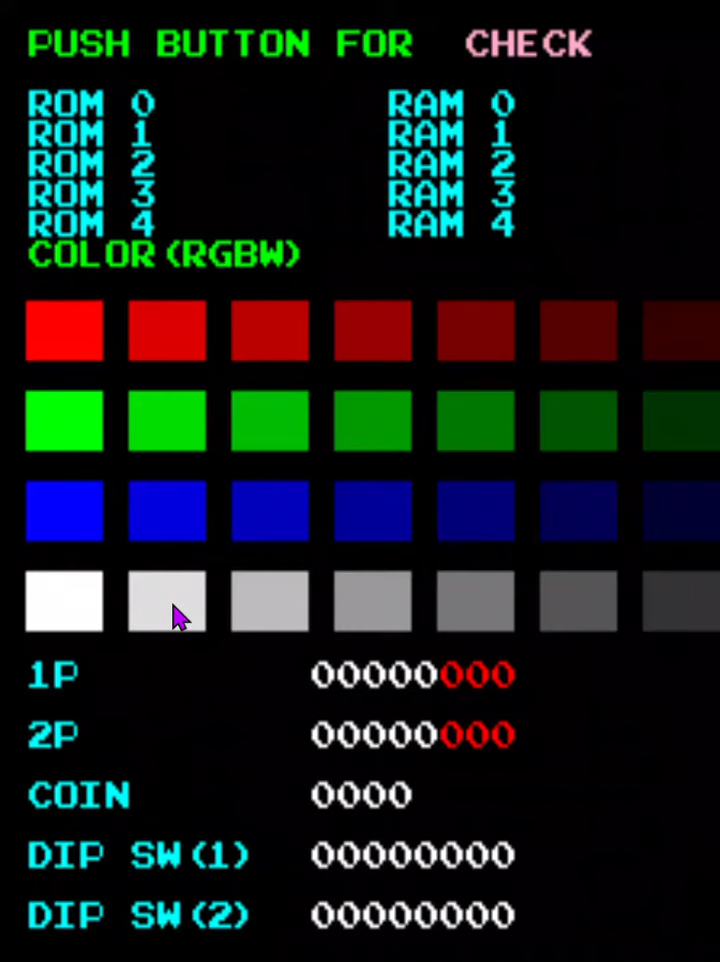 PUSH BUTTON FOR CHECK
ROM 0 RAM 0
ROM 1 RAM 1
ROM 2 RAM 2
ROM 3 RAM 3
ROM 4 RAM 4
COLOR(RGBW)
1P 00000000
2P 00000000
COIN 0000
DIP SW(1) 00000000
DIP SW(2) 00000000